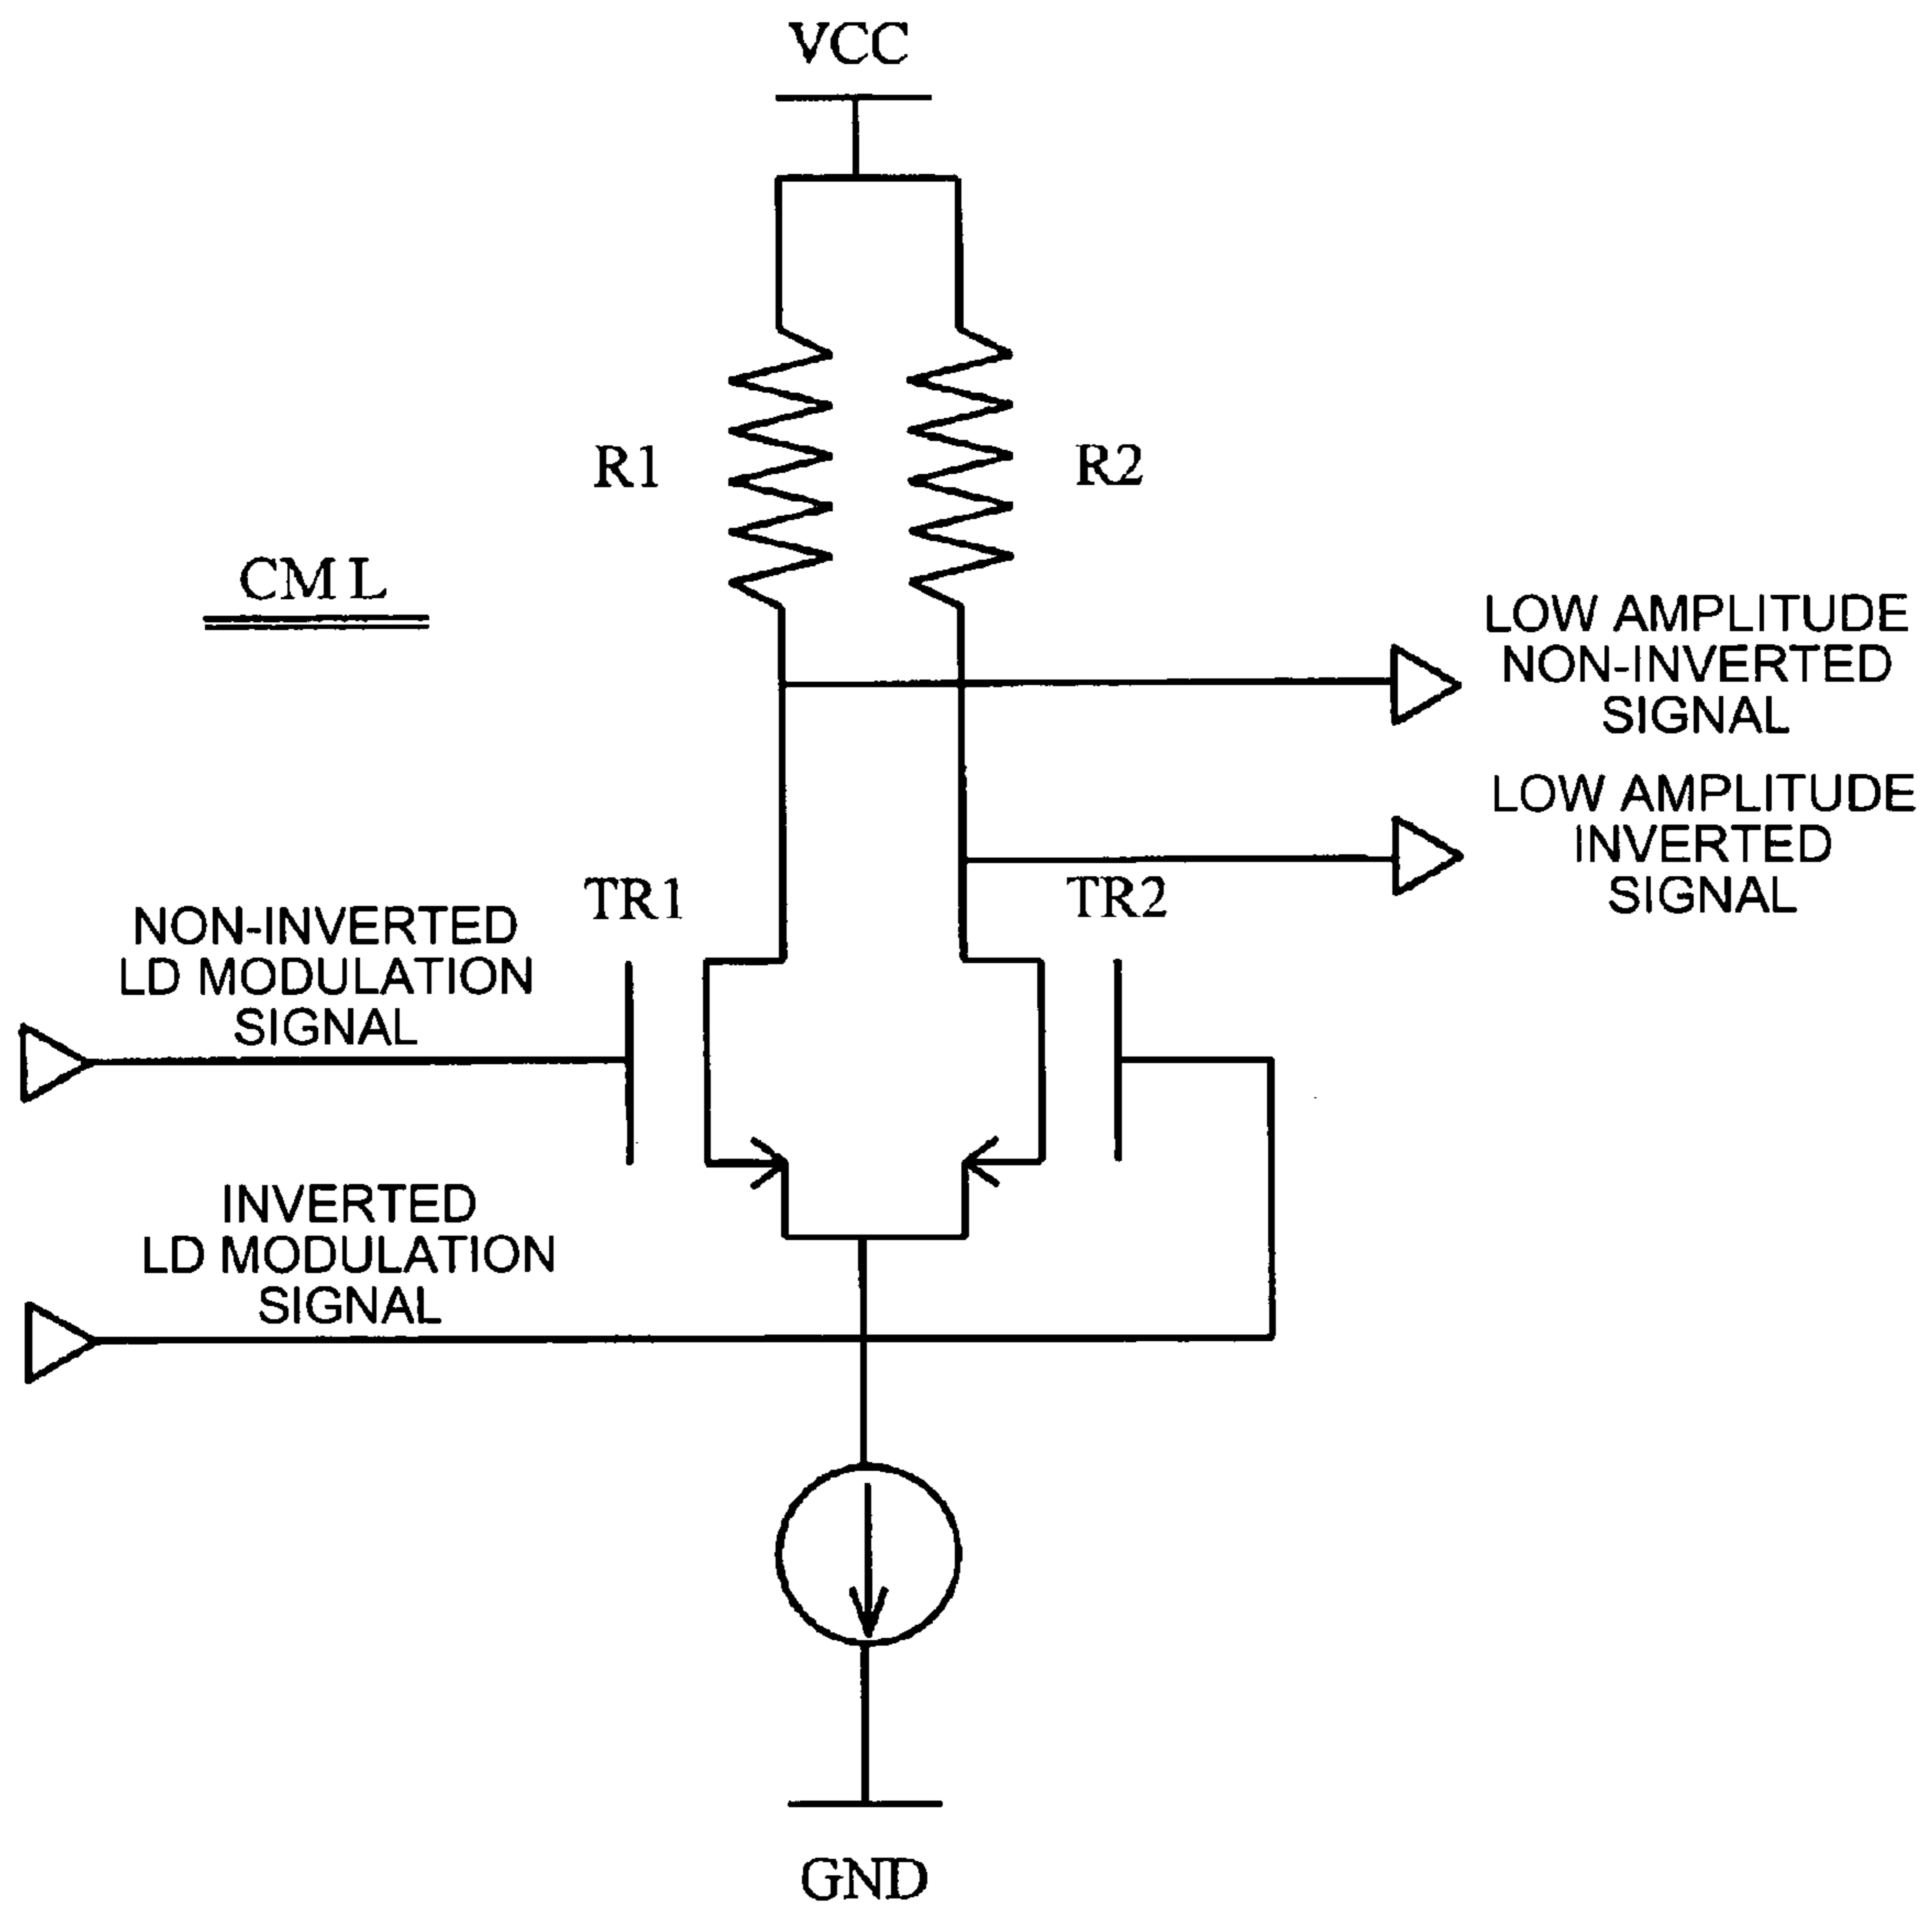 VCC
R1
R2
CML
LOW AMPLITUDE
NON-INVERTED
SIGNAL
LOW AMPLITUDE
INVERTED
SIGNAL
TR1
TR2
NON-INVERTED
LD MODULATION
SIGNAL
INVERTED
LD MODULATION
SIGNAL
GND